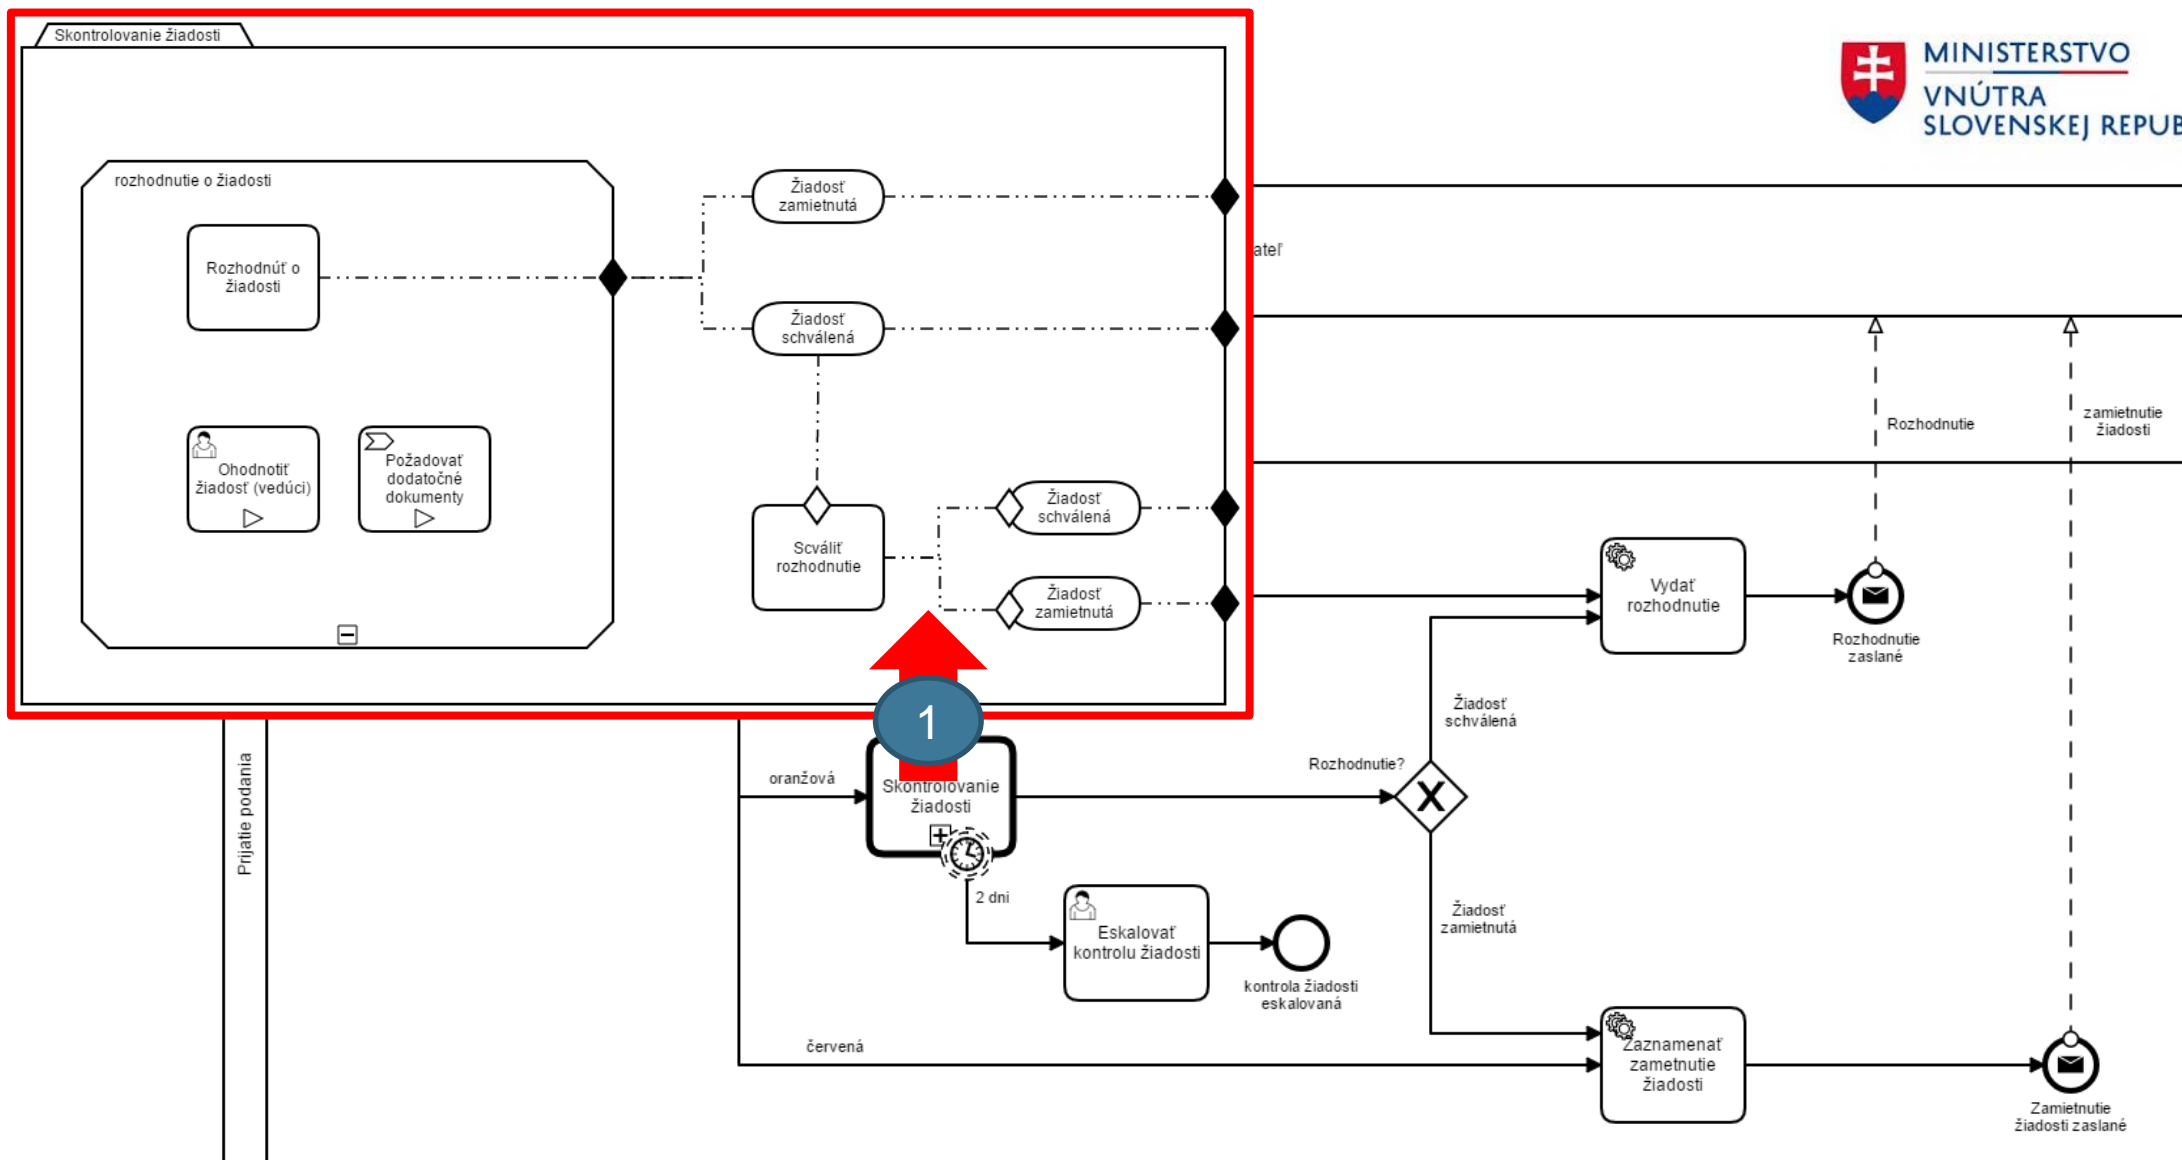 Skontrolovanie žiadosti
MINISTERSTVO
VNÚTRA
SLOVENSKEJ REPUB
rozhodnutie o žiadosti
Žiadosť
zamietnutá
Rozhodnúť o
žiadosti
ateľ
Žiadosť
schválená
Rozhodnutie
zamietnutie
žiadosti
Ohodnotiť
žiadosť (vedúci)
Požadovať
dodatočné
dokumenty
Žiadosť
schválená
Scváliť
rozhodnutie
Žiadosť
zamietnutá
Vydať
rozhodnutie
Rozhodnutie
zaslané
1
Žiadosť
schválená
Prijatie podania
oranžová
Skontrolovanie
žiadosti
Rozhodnutie?
X
2 dni
Eskalovať
kontrolu žiadosti
Žiadosť
zamietnutá
kontrola žiadosti
eskalovaná
červená
Zaznamenať
zametnutie
žiadosti
Zamietnutie
žiadosti zaslané